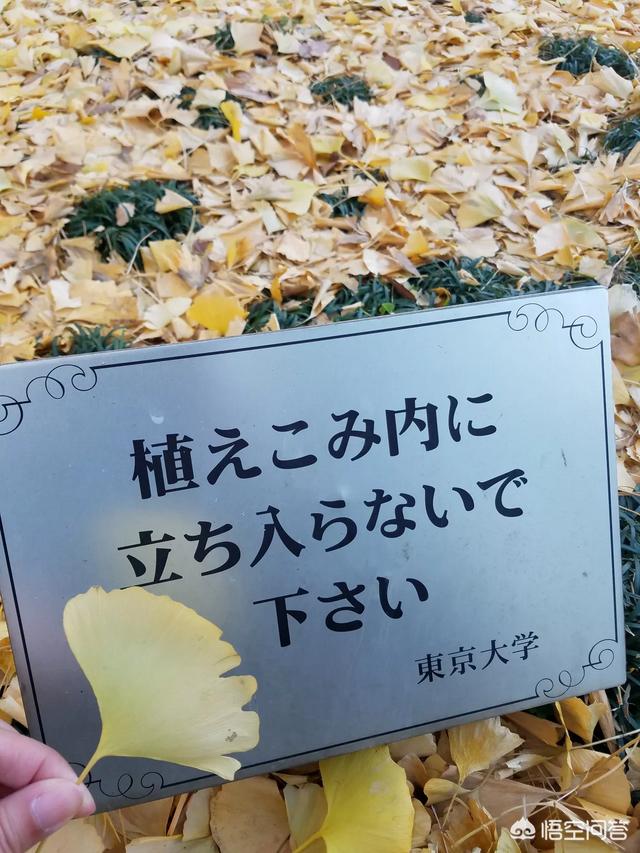 植えこみ内に
立ち入らないで
下さい
東京大学
悟空问答